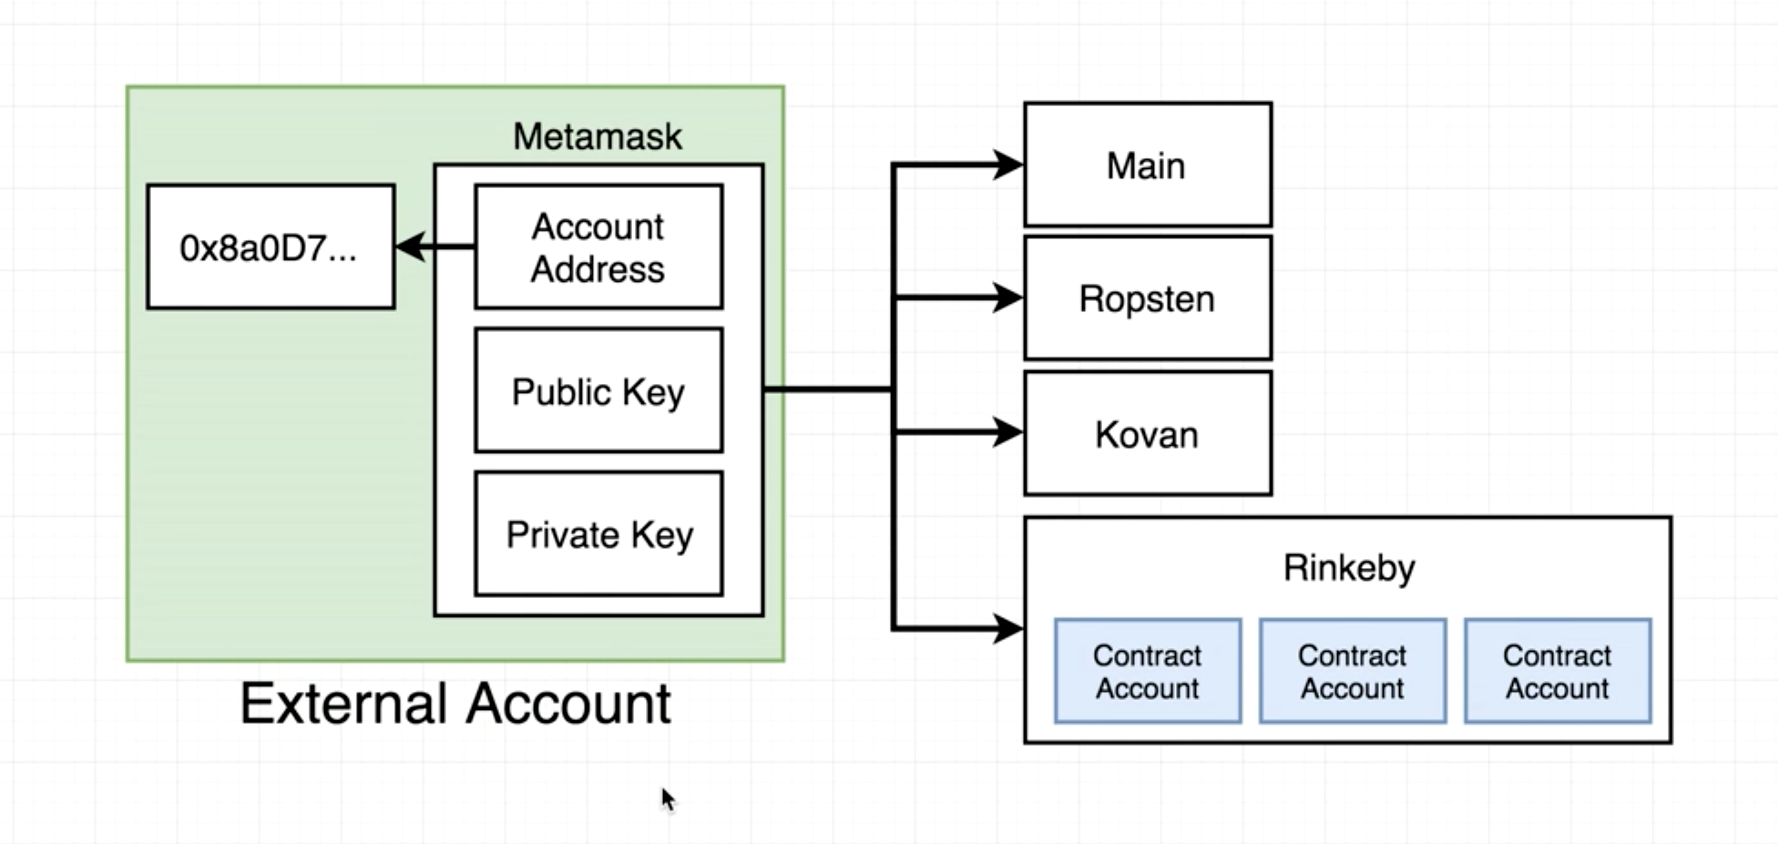 Metamask
0x8a0D7...
Account
Address
Public Key
Private Key
External Account
Main
Ropsten
Kovan
Rinkeby
Contract
Account
Contract
Account
Contract
Account